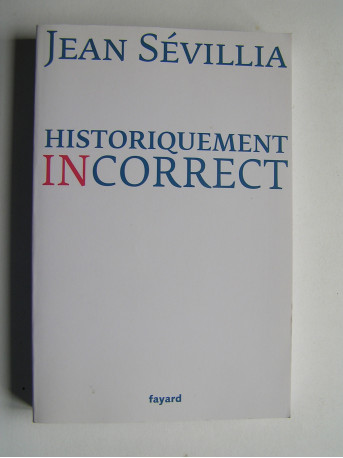 JEAN SÉVILLIA
HISTORIQUEMENT
INCORRECT
fayard